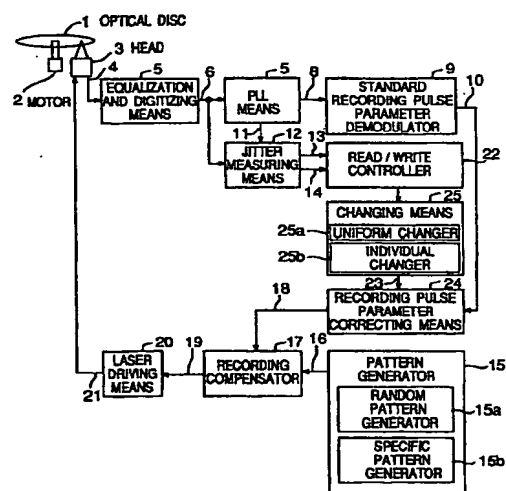 1 OPTICAL DISC
3 HEAD
4
2 MOTOR
5
EQUALIZATION
AND DIGITIZING
MEANS
6
5
PLL
MEANS
8
9
STANDARD
RECORDING PULSE
PARAMETER
DEMODULATOR
10
11
12
JITTER
MEASURING
MEANS
13
14
READ / WRITE
CONTROLLER
22
CHANGING MEANS
25
25a
UNIFORM CHANGER
25b
INDIVIDUAL
CHANGER
23
24
RECORDING PULSE
PARAMETER
CORRECTING MEANS
18
20
LASER
DRIVING
MEANS
21
19
17
RECORDING
COMPENSATOR
16
PATTERN
GENERATOR
15
RANDOM
PATTERN
GENERATOR
15a
SPECIFIC
PATTERN
GENERATOR
15b